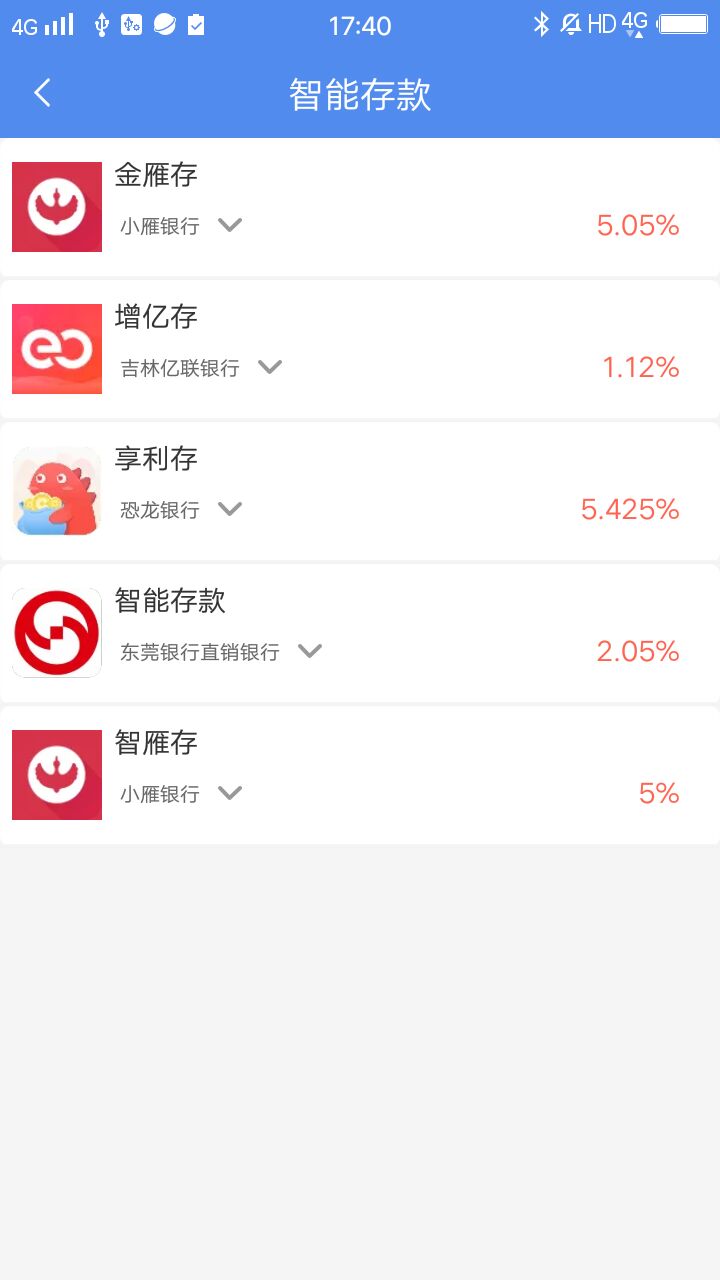 4G 17:40 HD 4G
智能存款
金雁存
小雁银行 5.05%
增亿存
吉林亿联银行 1.12%
享利存
恐龙银行 5.425%
智能存款
东莞银行直销银行 2.05%
智雁存
小雁银行 5%